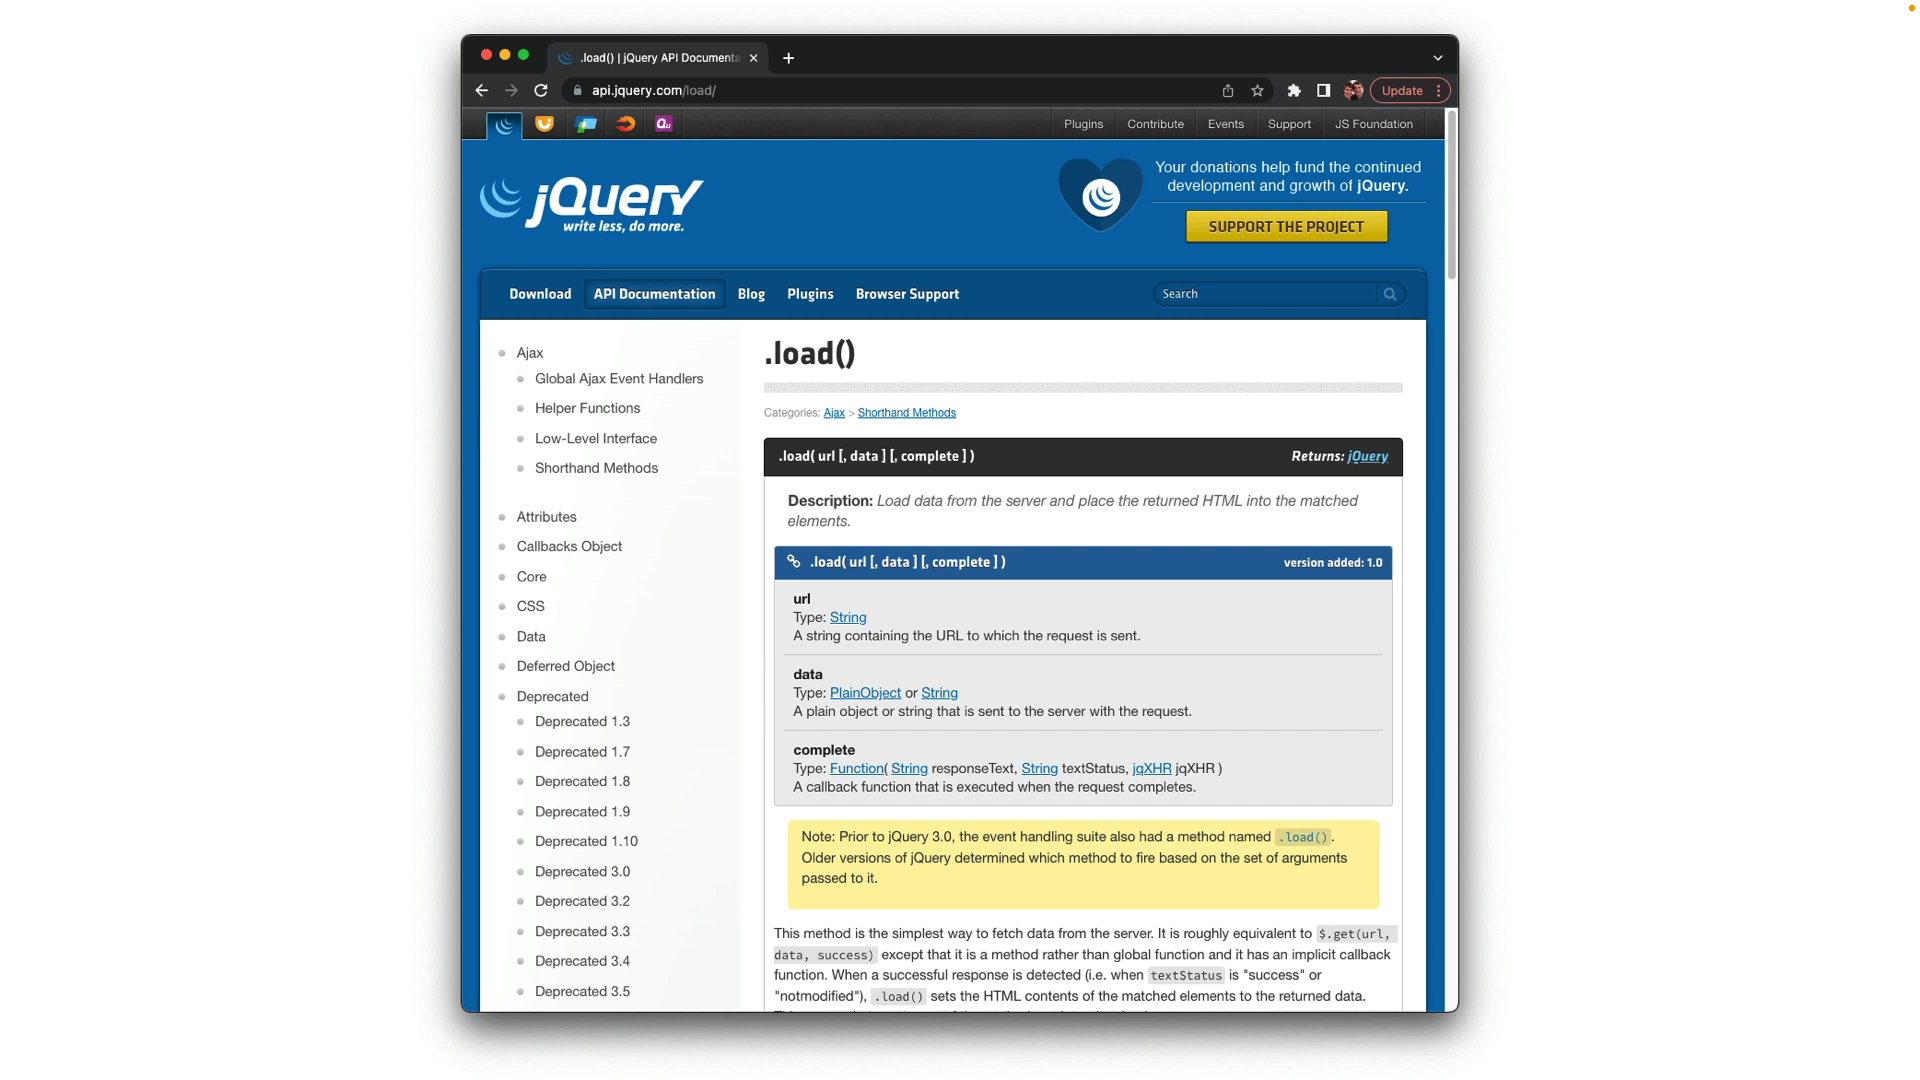 .load() | jQuery API Documenta
api.jquery.com/load/
Update
Qu
Plugins
Contribute
Events
Support
JS Foundation
jQuery
write less, do more.
Your donations help fund the continued
development and growth of jQuery.
SUPPORT THE PROJECT
Download
API Documentation
Blog
Plugins
Browser Support
Search
Ajax
Global Ajax Event Handlers
Helper Functions
Low-Level Interface
Shorthand Methods
Attributes
Callbacks Object
Core
CSS
Data
Deferred Object
Deprecated
Deprecated 1.3
Deprecated 1.7
Deprecated 1.8
Deprecated 1.9
Deprecated 1.10
Deprecated 3.0
Deprecated 3.2
Deprecated 3.3
Deprecated 3.4
Deprecated 3.5
.load()
Categories: Ajax > Shorthand Methods
.load( url [, data ] [, complete ] )
Returns: jQuery
Description: Load data from the server and place the returned HTML into the matched
elements.
.load( url [, data ] [, complete ] )
version added: 1.0
url
Type: String
A string containing the URL to which the request is sent.
data
Type: PlainObject or String
A plain object or string that is sent to the server with the request.
complete
Type: Function( String responseText, String textStatus, jqXHR jqXHR )
A callback function that is executed when the request completes.
Note: Prior to jQuery 3.0, the event handling suite also had a method named .load().
Older versions of jQuery determined which method to fire based on the set of arguments
passed to it.
This method is the simplest way to fetch data from the server. It is roughly equivalent to $.get(url,
data, success) except that it is a method rather than global function and it has an implicit callback
function. When a successful response is detected (i.e. when textStatus is "success" or
"notmodified"), .load() sets the HTML contents of the matched elements to the returned data.